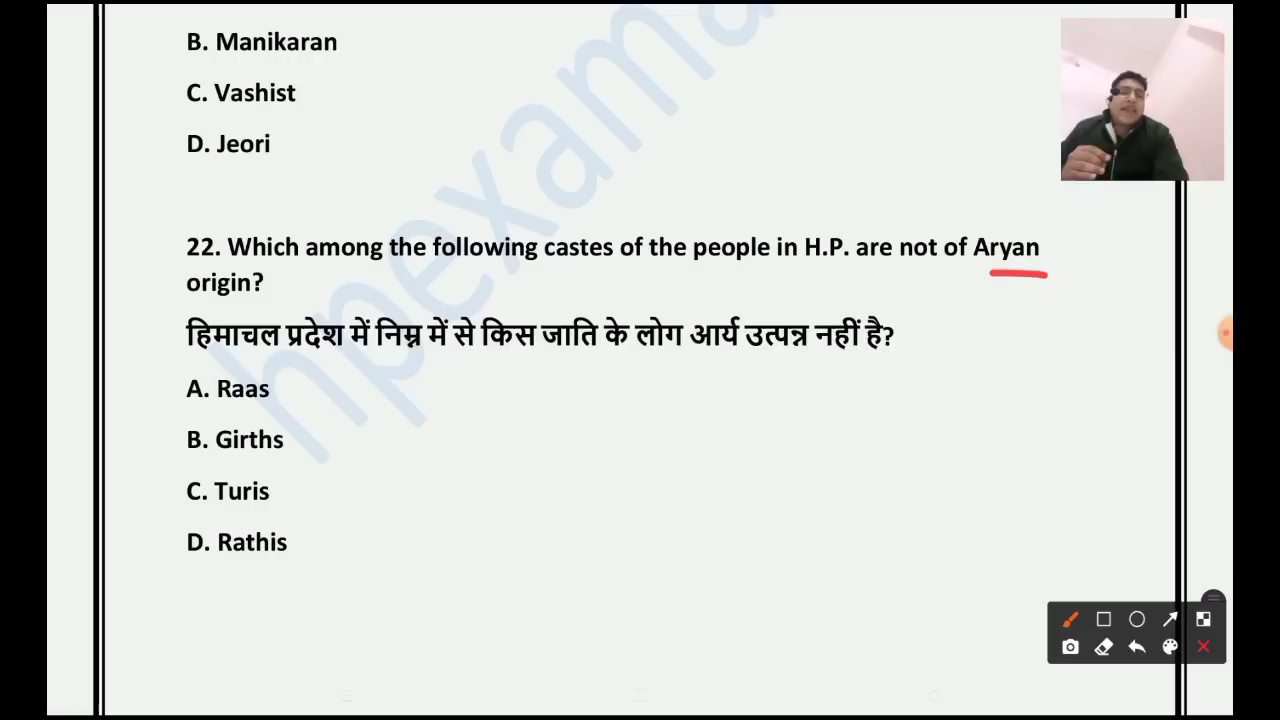 B. Manikaran
C. Vashist
D. Jeori
22. Which among the following castes of the people in H.P. are not of Aryan
origin?
हिमाचल प्रदेश में निम्न में से किस जाति के लोग आर्य उत्पन्न नहीं है?
A. Raas
B. Girths
C. Turis
D. Rathis
hpexama